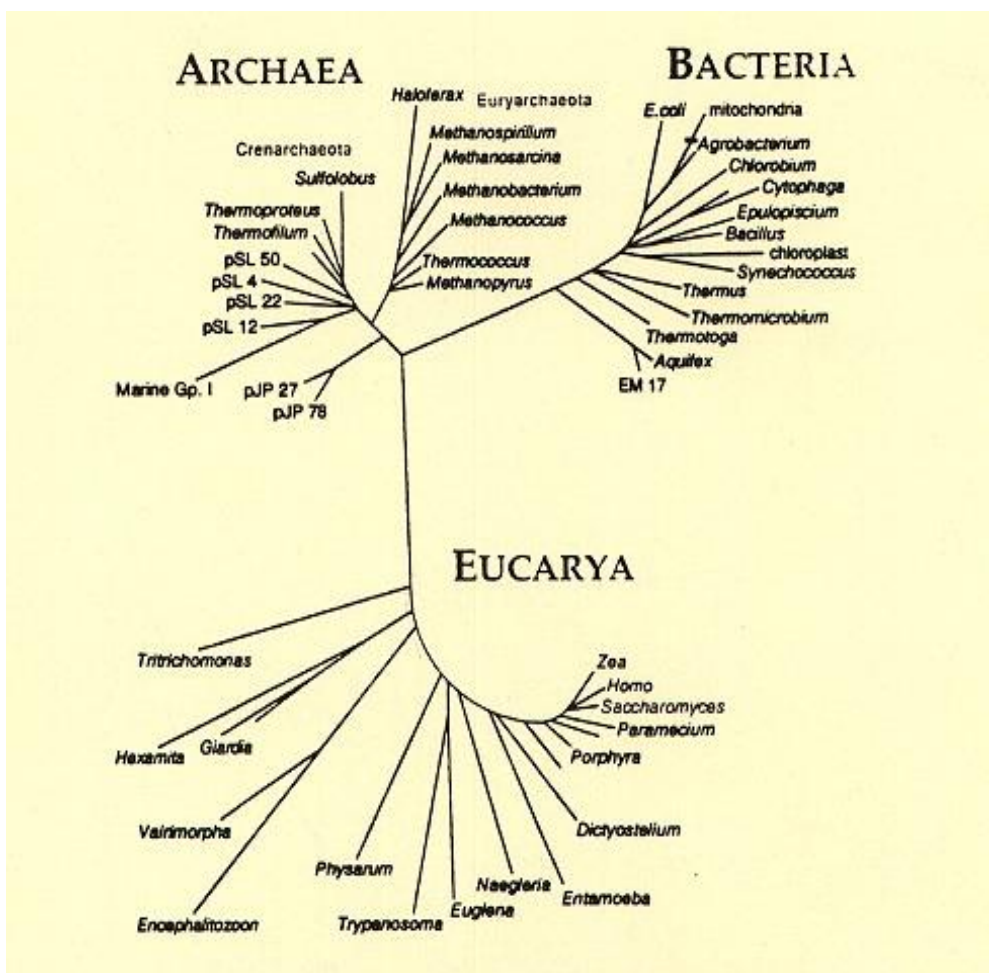 ARCHAEA
BACTERIA
EUCARYA
Crenarchaeota
Euryarchaeota
Haloferax
Methanospirillum
Methanosarcina
Methanobacterium
Methanococcus
Thermococcus
Methanopyrus
Sulfolobus
Thermoproteus
Thermofilum
pSL 50
pSL 4
pSL 22
pSL 12
Marine Gp. I
pJP 27
pJP 78
E.coli
mitochondria
Agrobacterium
Chlorobium
Cytophaga
Epulopiscium
Bacillus
chloroplast
Synechococcus
Thermus
Thermomicrobium
Thermotoga
Aquifex
EM 17
Tritrichomonas
Hexamita
Giardia
Vairimorpha
Encephalitozoon
Physarum
Trypanosoma
Euglena
Naegleria
Entamoeba
Dictyostelium
Porphyra
Paramecium
Saccharomyces
Homo
Zea